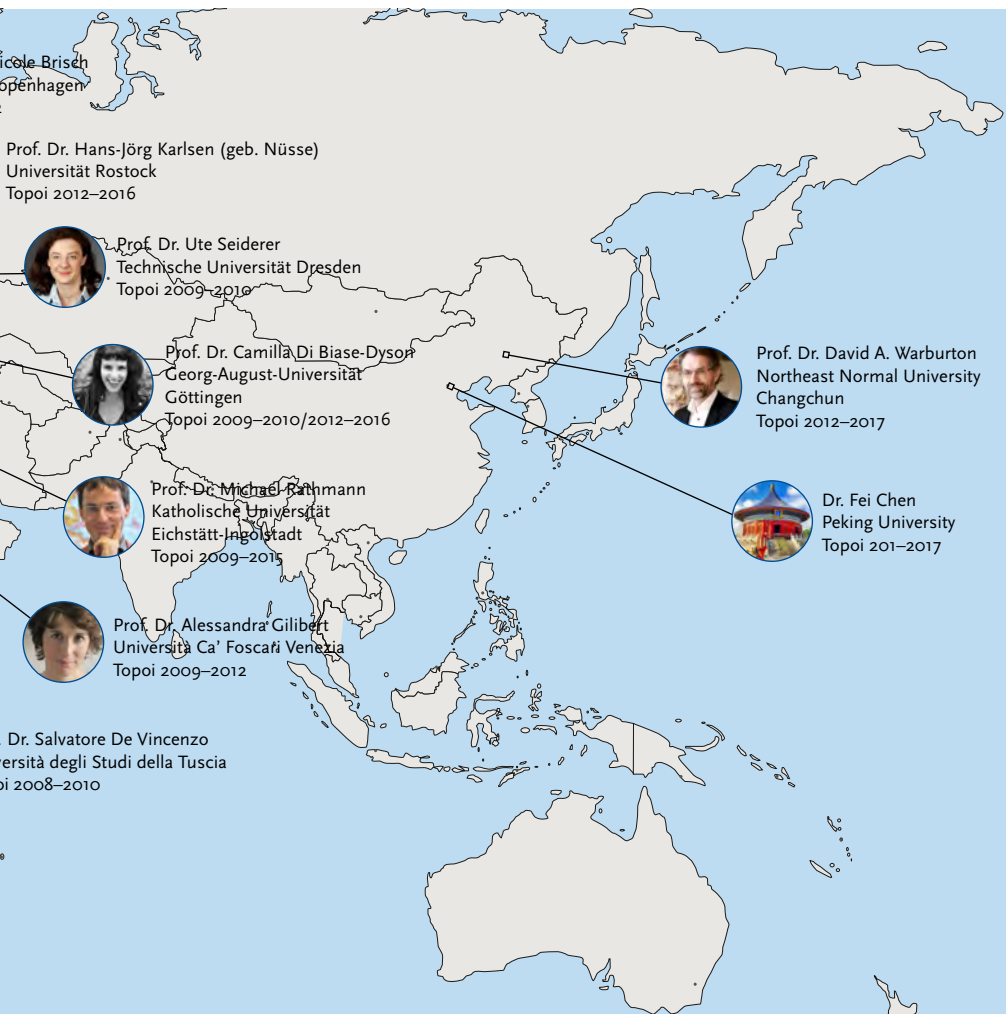 icole Brisch
openhagen
Prof. Dr. Hans-Jörg Karlsen (geb. Nüsse)
Universität Rostock
Topoi 2012–2016
Prof. Dr. Ute Seiderer
Technische Universität Dresden
Topoi 2009–2010
Prof. Dr. Camilla Di Biase-Dyson
Georg-August-Universität
Göttingen
Topoi 2009–2010/2012–2016
Prof. Dr. David A. Warburton
Northeast Normal University
Changchun
Topoi 2012–2017
Prof. Dr. Michael Rathmann
Katholische Universität
Eichstätt-Ingolstadt
Topoi 2009–2015
Dr. Fei Chen
Peking University
Topoi 201–2017
Prof. Dr. Alessandra Gilibert
Università Ca’ Foscari Venezia
Topoi 2009–2012
. Dr. Salvatore De Vincenzo
versità degli Studi della Tuscia
oi 2008–2010